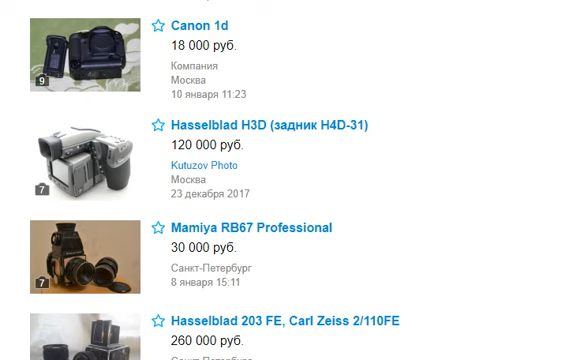 Canon 1d
18 000 руб.
Компания
Москва
10 января 11:23
9
Hasselblad H3D (задник H4D-31)
120 000 руб.
Kutuzov Photo
Москва
23 декабря 2017
7
Mamiya RB67 Professional
30 000 руб.
Санкт-Петербург
8 января 15:11
7
Hasselblad 203 FE, Carl Zeiss 2/110FE
260 000 руб.